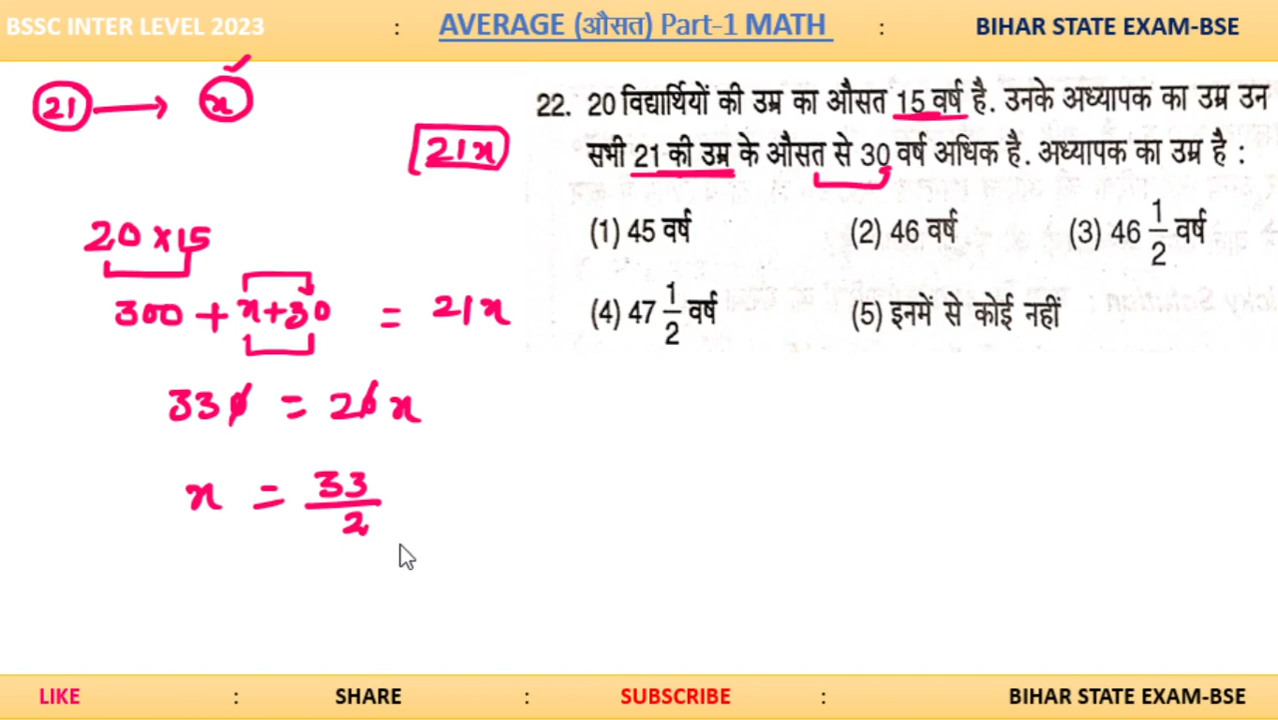 BSSC INTER LEVEL 2023 : AVERAGE (औसत) Part-1 MATH : BIHAR STATE EXAM-BSE
21 → x
21x
22. 20 विद्यार्थियों की उम्र का औसत 15 वर्ष है. उनके अध्यापक का उम्र उन
सभी 21 की उम्र के औसत से 30 वर्ष अधिक है. अध्यापक का उम्र है :
(1) 45 वर्ष (2) 46 वर्ष (3) 46 1/2 वर्ष
(4) 47 1/2 वर्ष (5) इनमें से कोई नहीं
20 × 15
300 + x + 30 = 21x
330 = 20x
x = 33/2
LIKE : SHARE : SUBSCRIBE : BIHAR STATE EXAM-BSE